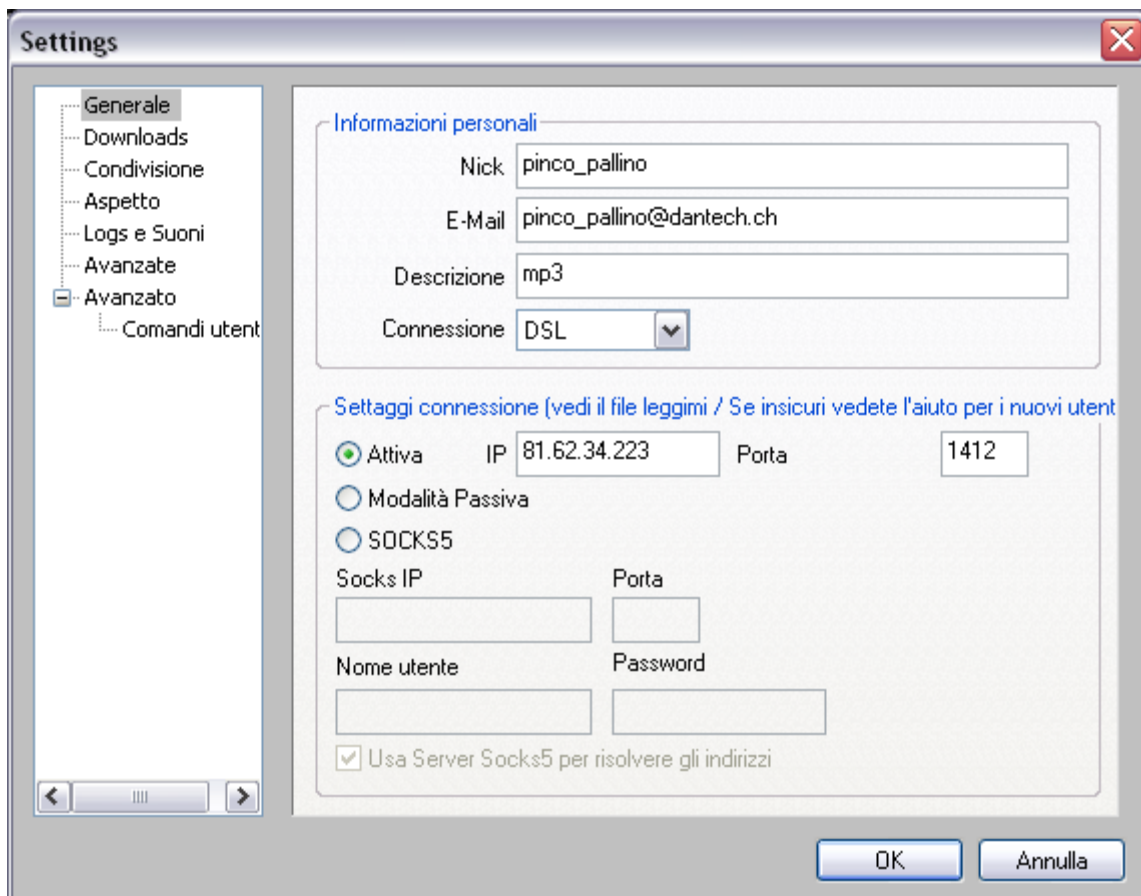 Settings
Generale
Downloads
Condivisione
Aspetto
Logs e Suoni
Avanzate
Avanzato
Comandi utent
Informazioni personali
Nick pinco_pallino
E-Mail pinco_pallino@dantech.ch
Descrizione mp3
Connessione DSL
Settaggi connessione (vedi il file leggimi / Se insicuri vedete l'aiuto per i nuovi utent
Attiva IP 81.62.34.223 Porta 1412
Modalità Passiva
SOCKS5
Socks IP Porta
Nome utente Password
Usa Server Socks5 per risolvere gli indirizzi
OK Annulla